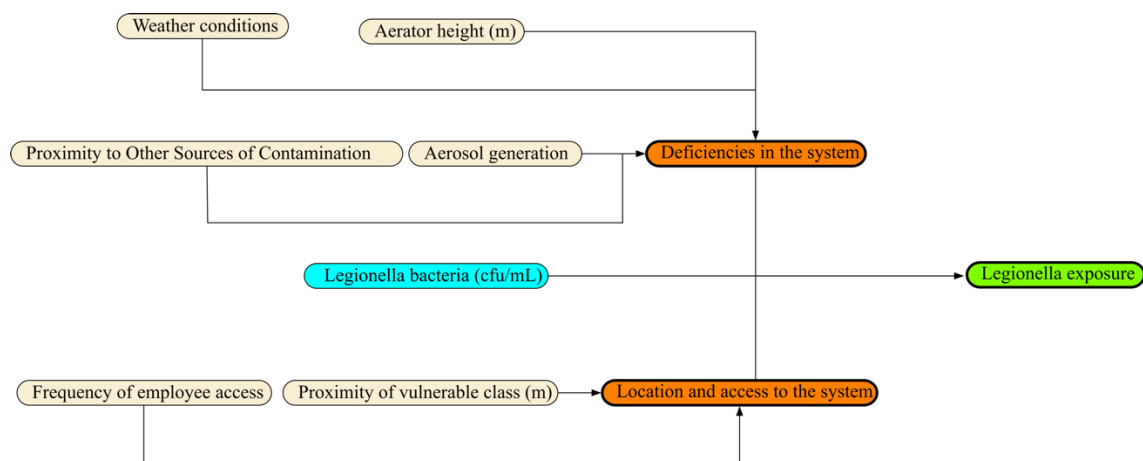 Weather conditions
Aerator height (m)
Proximity to Other Sources of Contamination
Aerosol generation
Deficiencies in the system
Legionella bacteria (cfu/mL)
Legionella exposure
Frequency of employee access
Proximity of vulnerable class (m)
Location and access to the system